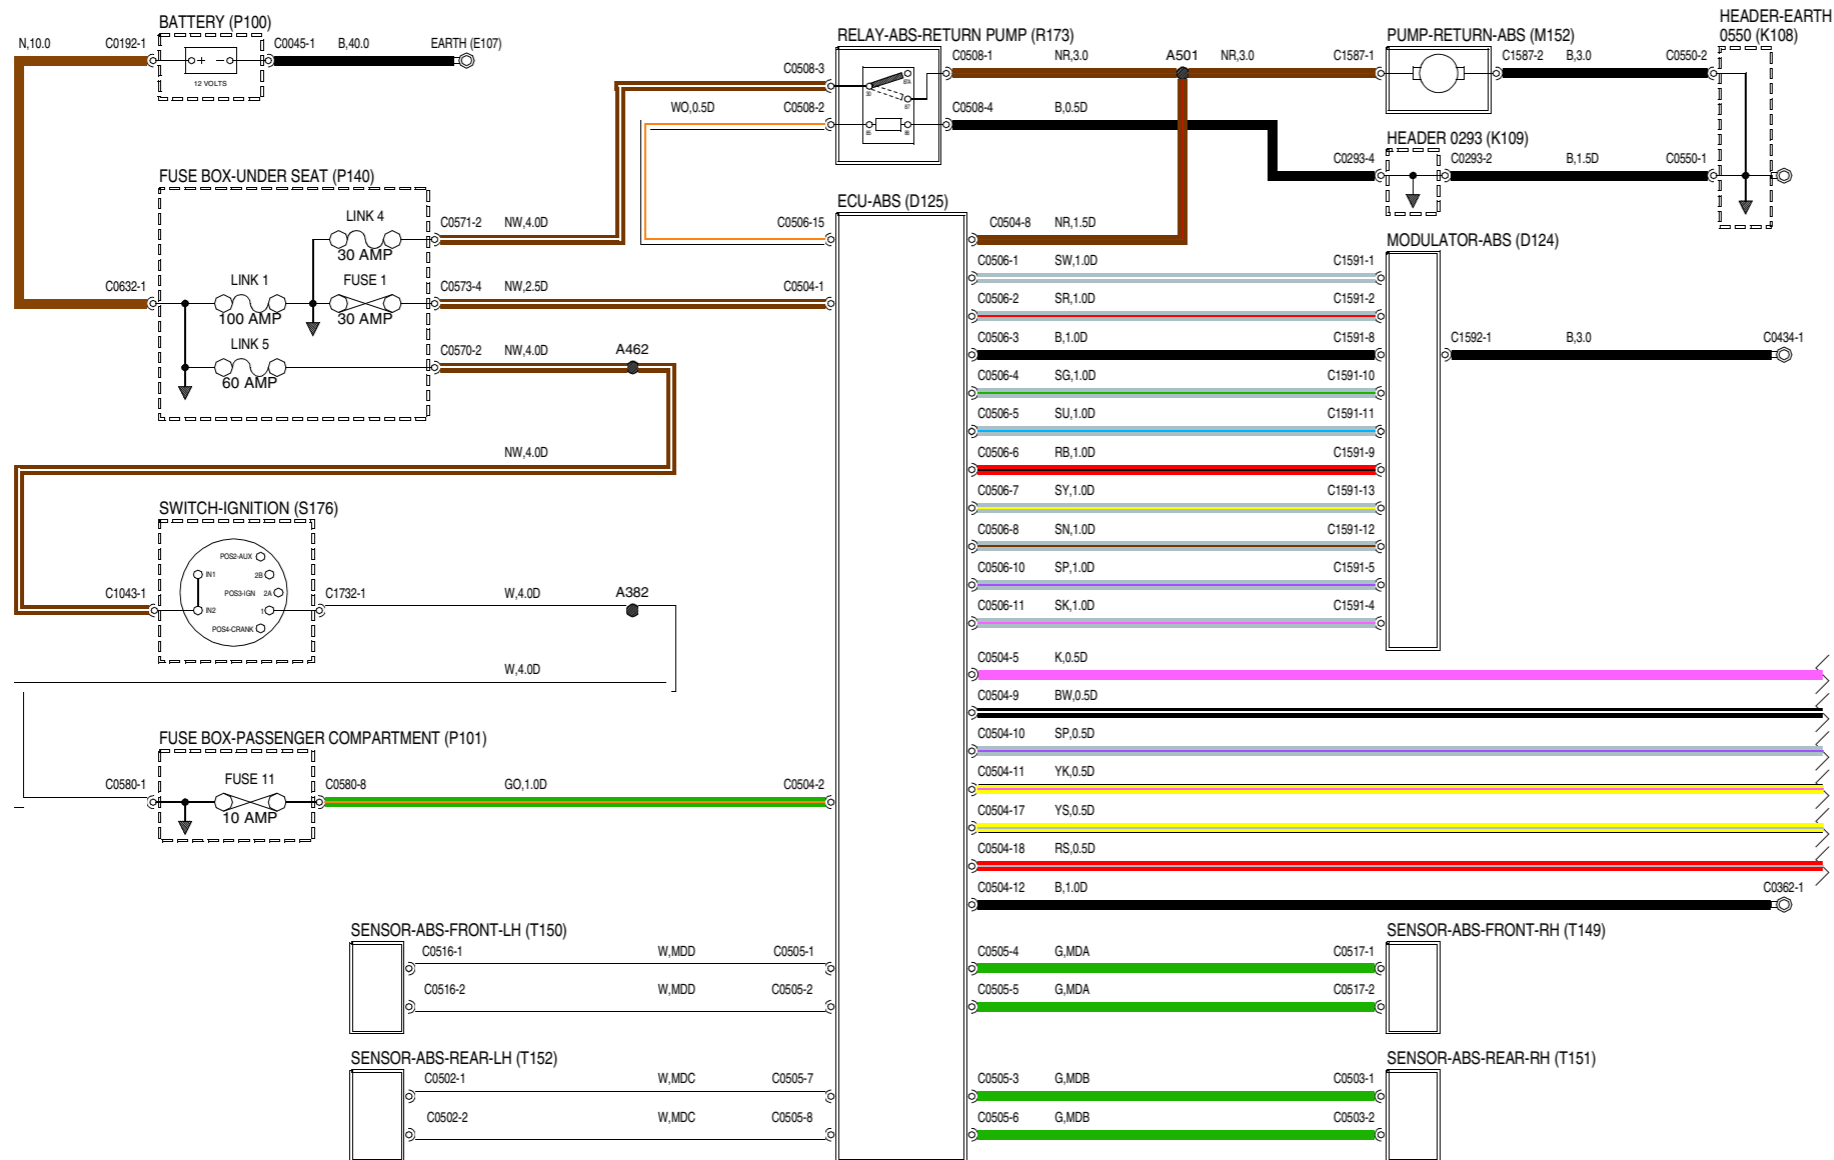 BATTERY (P100)
N,10.0
C0192-1
C0045-1
B,40.0
EARTH (E107)
12 VOLTS
RELAY-ABS-RETURN PUMP (R173)
C0508-3
C0508-1
NR,3.0
A501
NR,3.0
C1587-1
WO,0.5D
C0508-2
C0508-4
B,0.5D
87A
30
87
85
86
PUMP-RETURN-ABS (M152)
C1587-2
B,3.0
C0550-2
HEADER-EARTH
0550 (K108)
HEADER 0293 (K109)
C0293-4
C0293-2
B,1.5D
C0550-1
FUSE BOX-UNDER SEAT (P140)
LINK 4
30 AMP
C0571-2
NW,4.0D
LINK 1
100 AMP
FUSE 1
30 AMP
C0632-1
C0573-4
NW,2.5D
C0504-1
LINK 5
60 AMP
C0570-2
NW,4.0D
A462
NW,4.0D
ECU-ABS (D125)
C0506-15
C0504-8
NR,1.5D
MODULATOR-ABS (D124)
C0506-1
SW,1.0D
C1591-1
C0506-2
SR,1.0D
C1591-2
C0506-3
B,1.0D
C1591-8
C1592-1
B,3.0
C0434-1
C0506-4
SG,1.0D
C1591-10
C0506-5
SU,1.0D
C1591-11
C0506-6
RB,1.0D
C1591-9
C0506-7
SY,1.0D
C1591-13
C0506-8
SN,1.0D
C1591-12
C0506-10
SP,1.0D
C1591-5
C0506-11
SK,1.0D
C1591-4
SWITCH-IGNITION (S176)
POS2-AUX
IN1
2B
POS3-IGN
2A
IN2
1
POS4-CRANK
C1043-1
C1732-1
W,4.0D
A382
W,4.0D
C0504-5
K,0.5D
C0504-9
BW,0.5D
C0504-10
SP,0.5D
C0504-11
YK,0.5D
C0504-17
YS,0.5D
C0504-18
RS,0.5D
C0504-12
B,1.0D
C0362-1
FUSE BOX-PASSENGER COMPARTMENT (P101)
C0580-1
FUSE 11
10 AMP
C0580-8
GO,1.0D
C0504-2
SENSOR-ABS-FRONT-LH (T150)
C0516-1
W,MDD
C0505-1
C0516-2
W,MDD
C0505-2
SENSOR-ABS-FRONT-RH (T149)
C0505-4
G,MDA
C0517-1
C0505-5
G,MDA
C0517-2
SENSOR-ABS-REAR-LH (T152)
C0502-1
W,MDC
C0505-7
C0502-2
W,MDC
C0505-8
SENSOR-ABS-REAR-RH (T151)
C0505-3
G,MDB
C0503-1
C0505-6
G,MDB
C0503-2